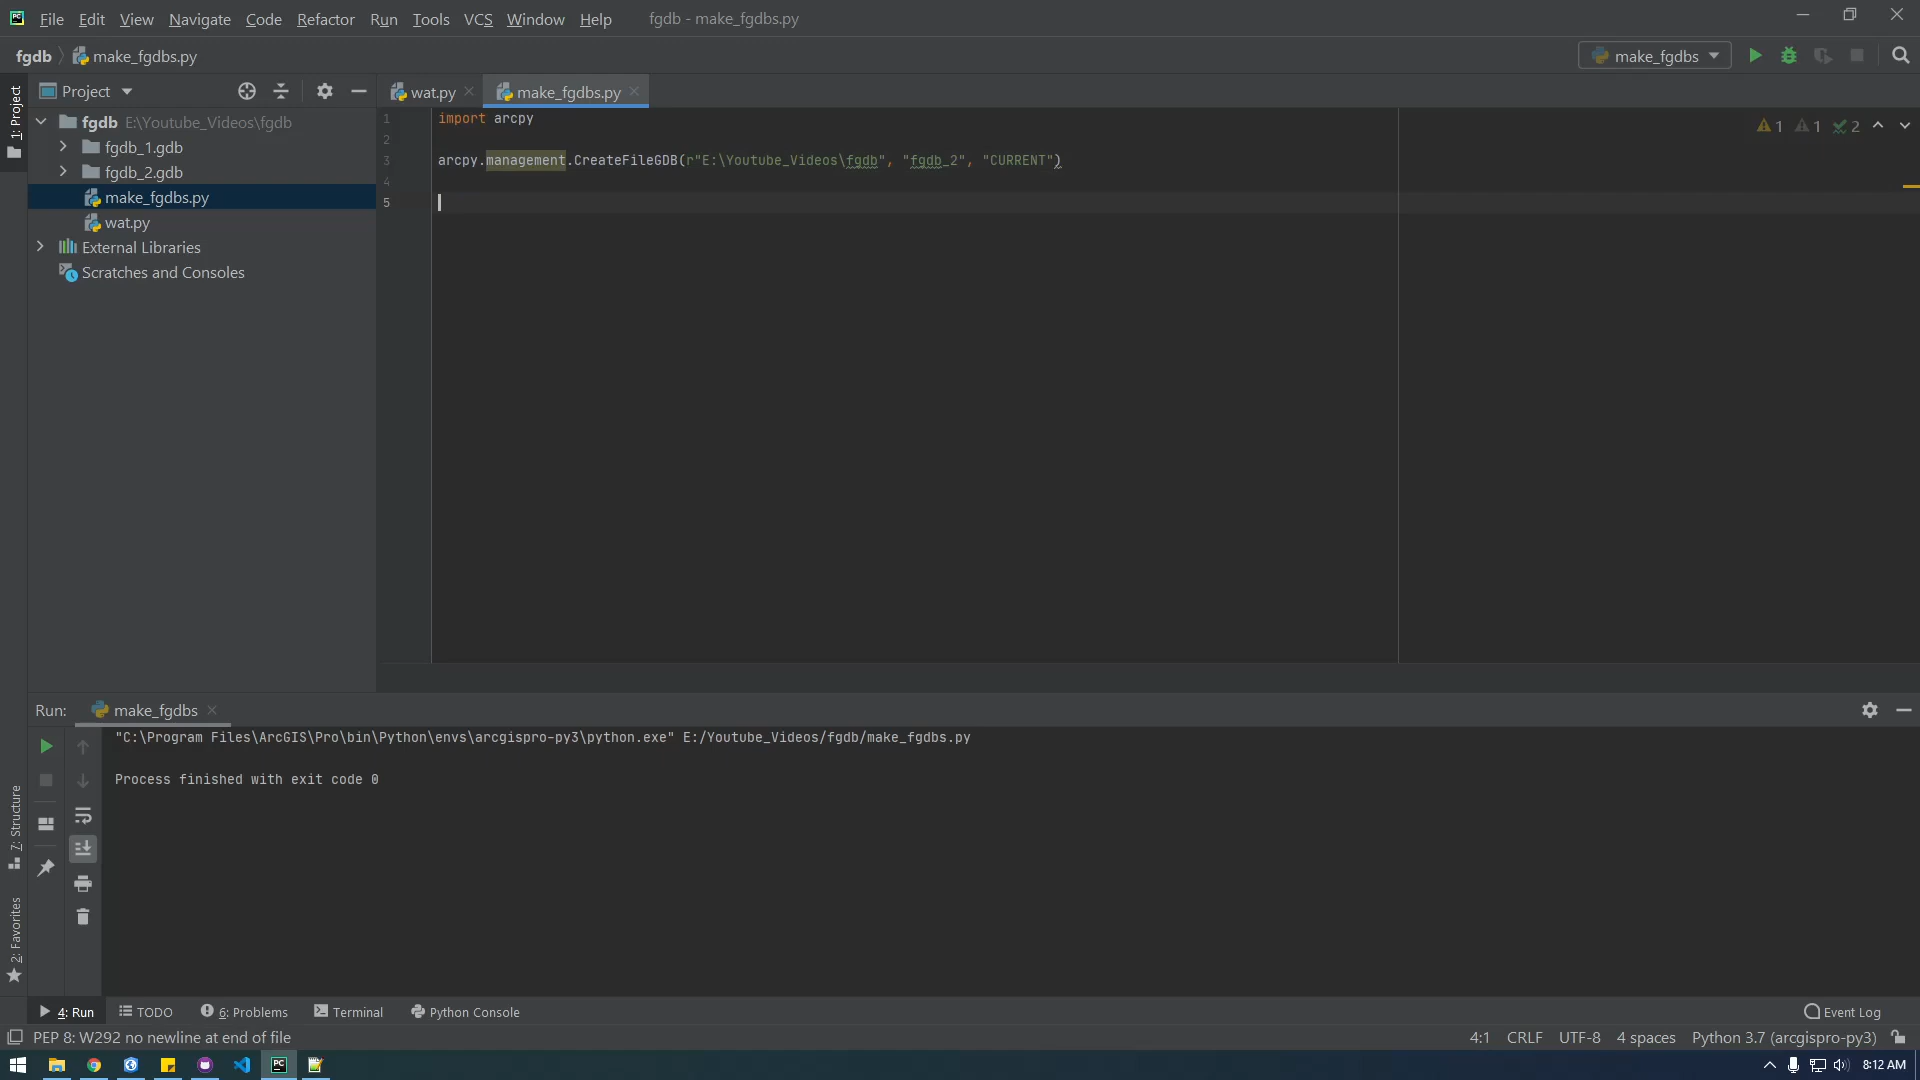 File Edit View Navigate Code Refactor Run Tools VCS Window Help fgdb - make_fgdbs.py
fgdb make_fgdbs.py make_fgdbs
Project wat.py make_fgdbs.py
1: Project
fgdb E:\Youtube_Videos\fgdb
fgdb_1.gdb
fgdb_2.gdb
make_fgdbs.py
wat.py
External Libraries
Scratches and Consoles
1 import arcpy
2
3 arcpy.management.CreateFileGDB(r"E:\Youtube_Videos\fgdb", "fgdb_2", "CURRENT")
4
5
1 1 2
Run: make_fgdbs
"C:\Program Files\ArcGIS\Pro\bin\Python\envs\arcgispro-py3\python.exe" E:/Youtube_Videos/fgdb/make_fgdbs.py
Process finished with exit code 0
7: Structure
2: Favorites
4: Run TODO 6: Problems Terminal Python Console Event Log
PEP 8: W292 no newline at end of file 4:1 CRLF UTF-8 4 spaces Python 3.7 (arcgispro-py3)
8:12 AM